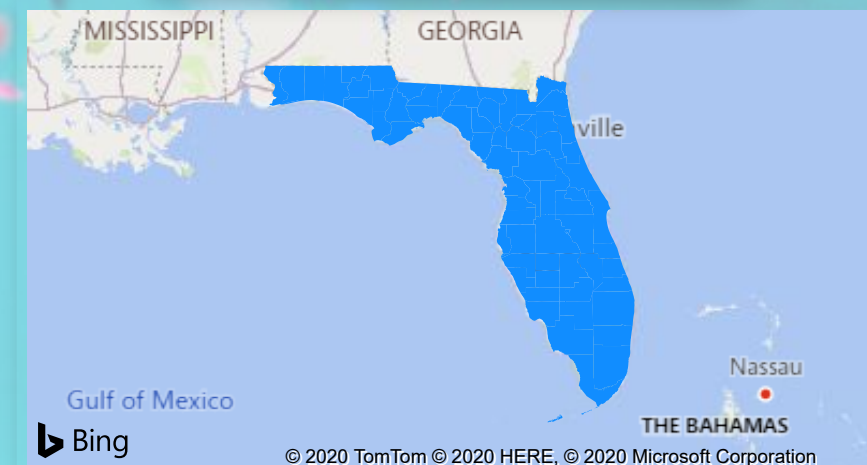 MISSISSIPPI
GEORGIA
ville
Gulf of Mexico
Nassau
THE BAHAMAS
Bing
© 2020 TomTom © 2020 HERE, © 2020 Microsoft Corporation